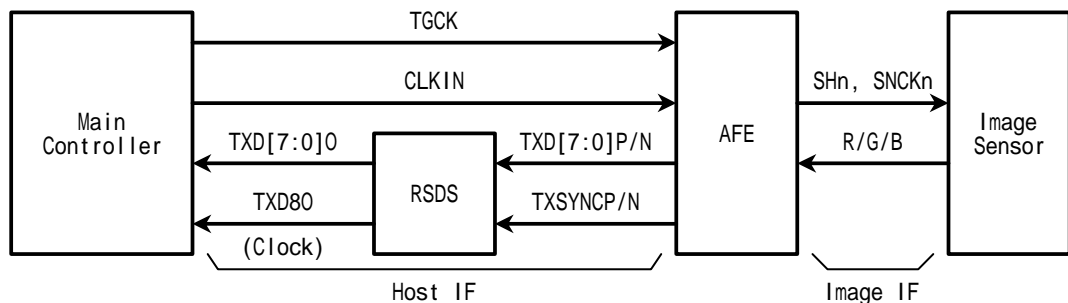 TGCK
CLKIN
SHn, SNCKn
Main
Controller
AFE
Image
Sensor
TXD[7:0]O
TXD[7:0]P/N
R/G/B
RSDS
TXD8O
TXSYNCP/N
(Clock)
Host IF
Image IF